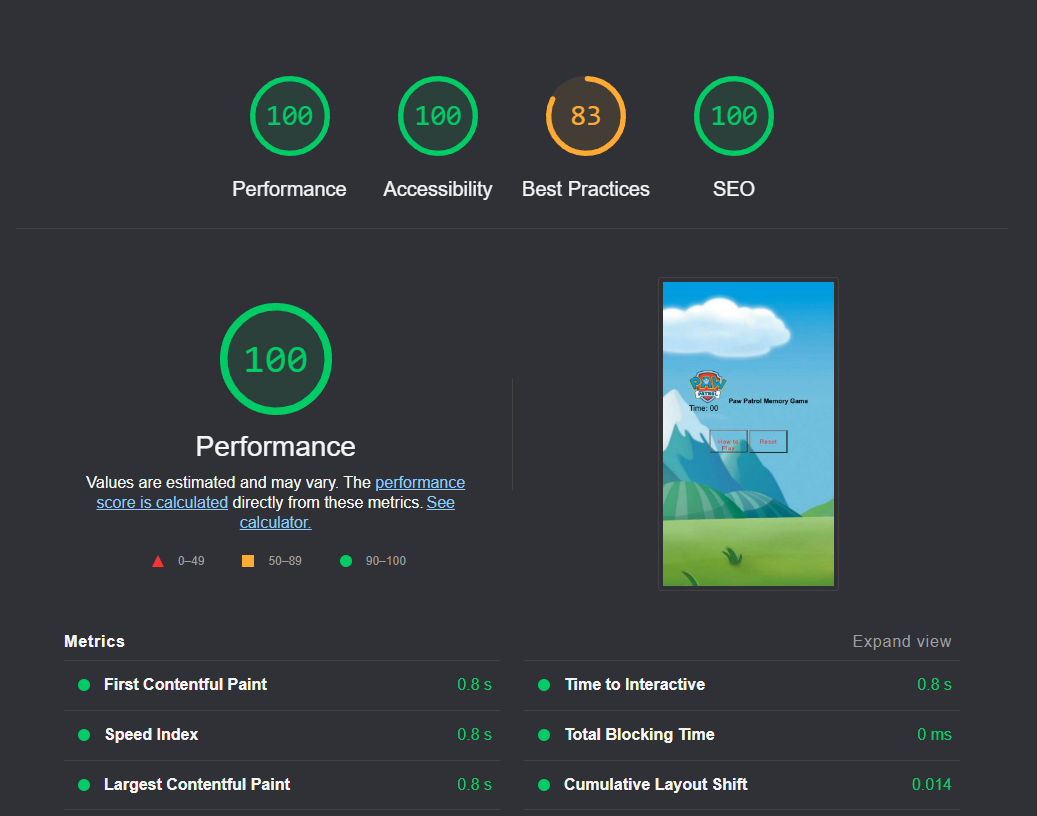 100
100
83
100
Performance
Accessibility
Best Practices
SEO
100
Performance
Values are estimated and may vary. The performance
score is calculated directly from these metrics. See
calculator.
0–49
50–89
90–100
PAW
PATROL
Paw Patrol Memory Game
Time: 00
How to
Play
Reset
Metrics
Expand view
First Contentful Paint 0.8 s
Time to Interactive 0.8 s
Speed Index 0.8 s
Total Blocking Time 0 ms
Largest Contentful Paint 0.8 s
Cumulative Layout Shift 0.014